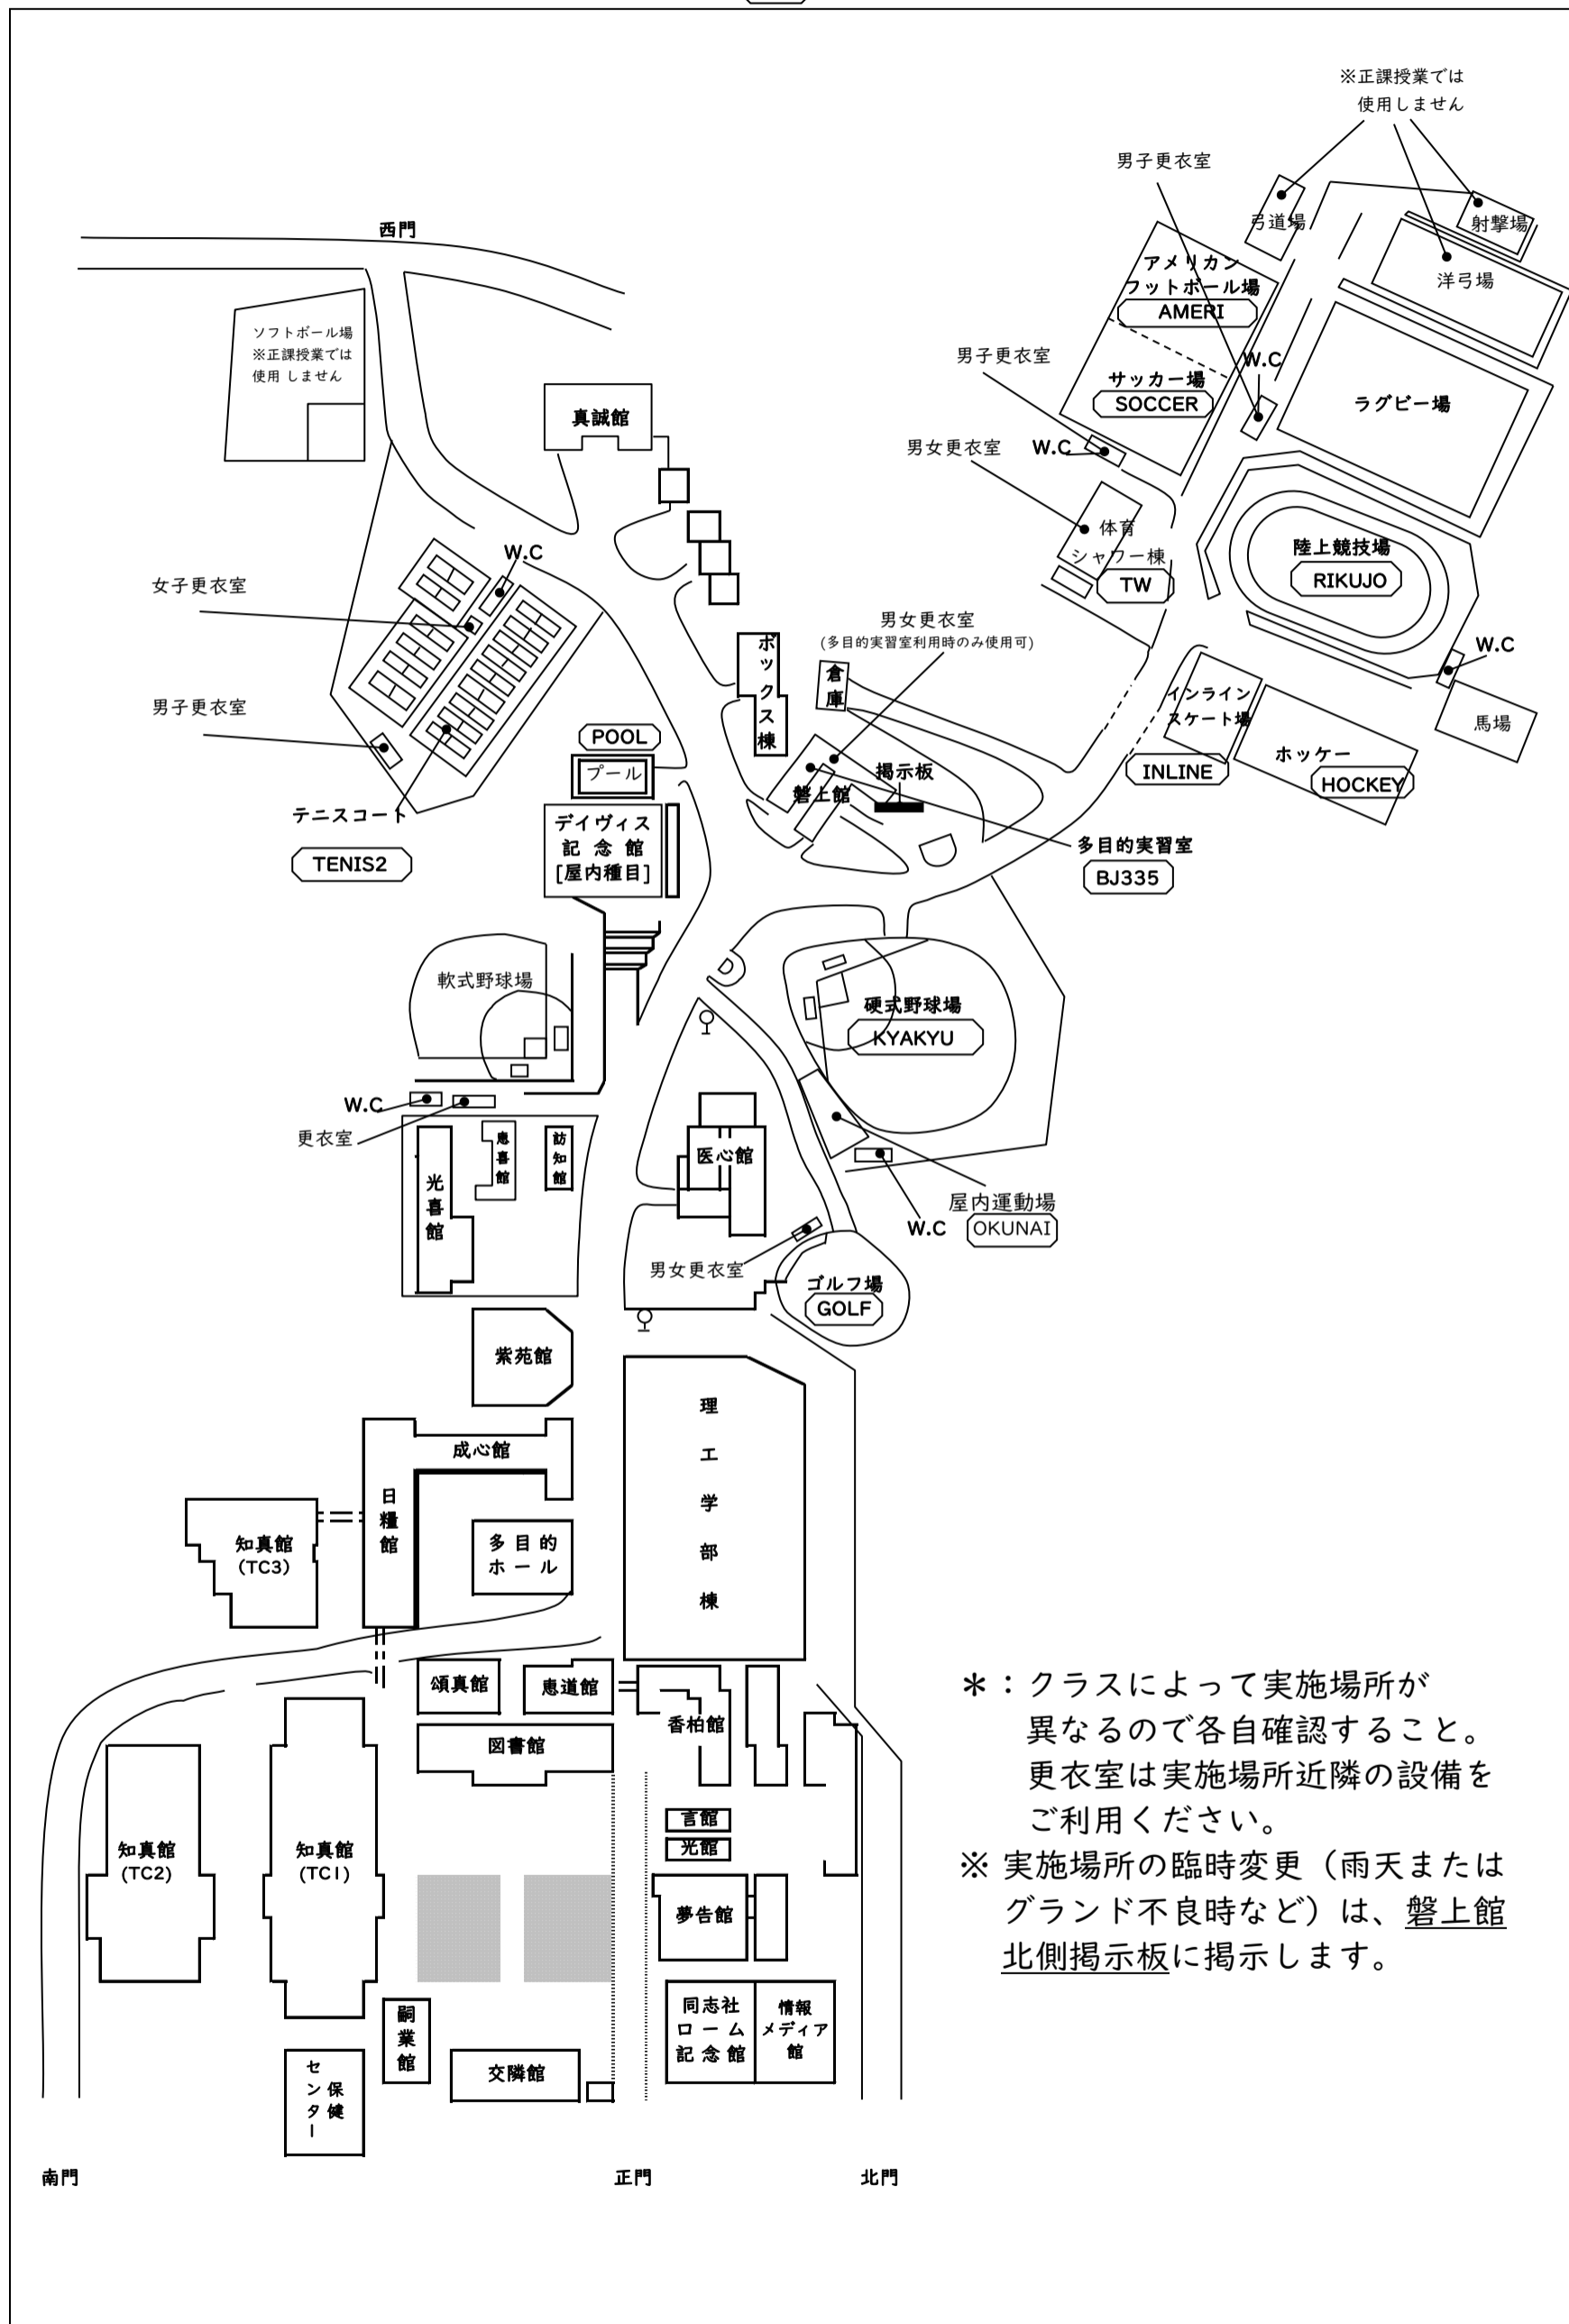 ※正課授業では
使用しません
男子更衣室
西門
弓道場
射撃場
洋弓場
アメリカン
フットボール場
AMERI
ソフトボール場
※正課授業では
使用 しません
男子更衣室
W.C
サッカー場
SOCCER
ラグビー場
真誠館
男女更衣室
W.C
体育
シャワー棟
TW
陸上競技場
RIKUJO
W.C
女子更衣室
男女更衣室
(多目的実習室利用時のみ使用可)
W.C
ボックス棟
倉庫
インライン
スケート場
馬場
男子更衣室
POOL
プール
掲示板
磐上館
INLINE
ホッケー
HOCKEY
テニスコート
TENIS2
デイヴィス
記 念 館
[屋内種目]
多目的実習室
BJ335
軟式野球場
硬式野球場
KYAKYU
W.C
更衣室
恵喜館
訪知館
光喜館
医心館
屋内運動場
W.C
OKUNAI
男女更衣室
ゴルフ場
GOLF
紫苑館
理工学部棟
成心館
日糧館
知真館
(TC3)
多 目 的
ホ ー ル
頌真館
恵道館
香柏館
図書館
言館
光館
知真館
(TC2)
知真館
(TC1)
夢告館
嗣業館
同志社
ロ ー ム
記 念 館
情報
メディア
館
交隣館
保健
センター
南門
正門
北門
＊：クラスによって実施場所が
異なるので各自確認すること。
更衣室は実施場所近隣の設備を
ご利用ください。
※ 実施場所の臨時変更（雨天または
グランド不良時など）は、磐上館
北側掲示板に掲示します。